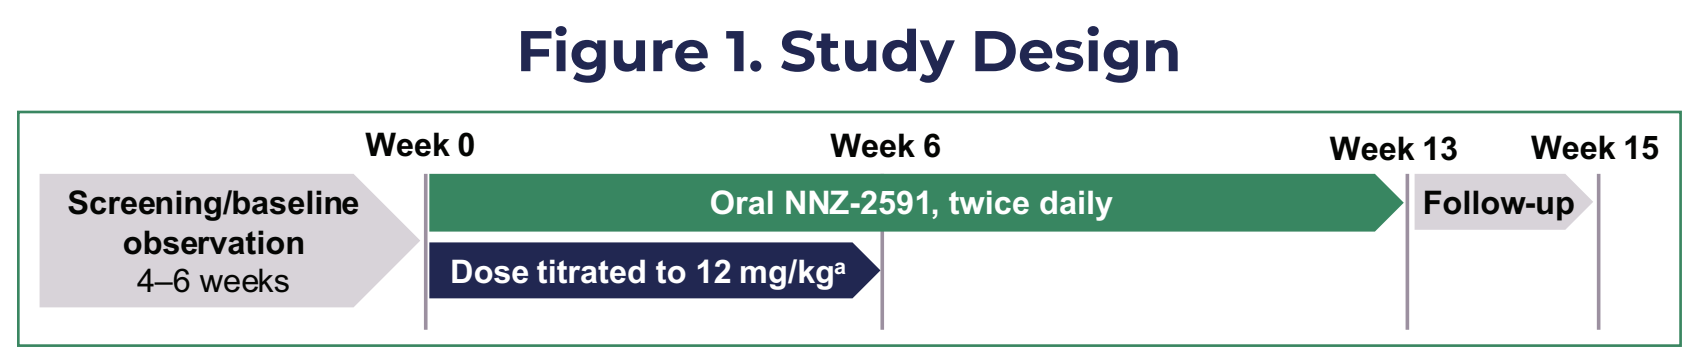 Figure 1. Study Design
Week 0
Week 6
Week 13
Week 15
Screening/baseline
observation
4–6 weeks
Oral NNZ-2591, twice daily
Dose titrated to 12 mg/kgᵃ
Follow-up